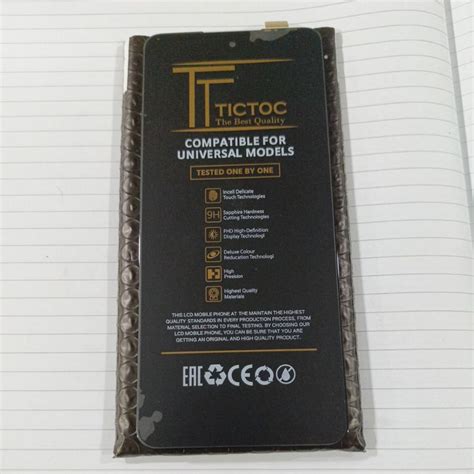 TT
TICTOC
The Best Quality
COMPATIBLE FOR
UNIVERSAL MODELS
TESTED ONE BY ONE
Incell Delicate
Touch Technologies
9H
Sapphire Hardness
Cutting Technologies
FHD High-Definition
Display Technologi
Deluxe Colour
Reducation Technologi
High
Precision
Highest Quality
Materials
THIS LCD MOBILE PHONE AT THE MAINTAIN THE HIGHEST
QUALITY STANDARDS IN EVERY PRODUCTION PROCESS, FROM
MATERIAL SELECTION TO FINAL TESTING. BY CHOOSING OUR
LCD MOBILE PHONE, YOU CAN BE SURE THAT YOU ARE
GETTING AN ORIGINAL AND HIGH QUALITY PRODUCT.
EAC CE